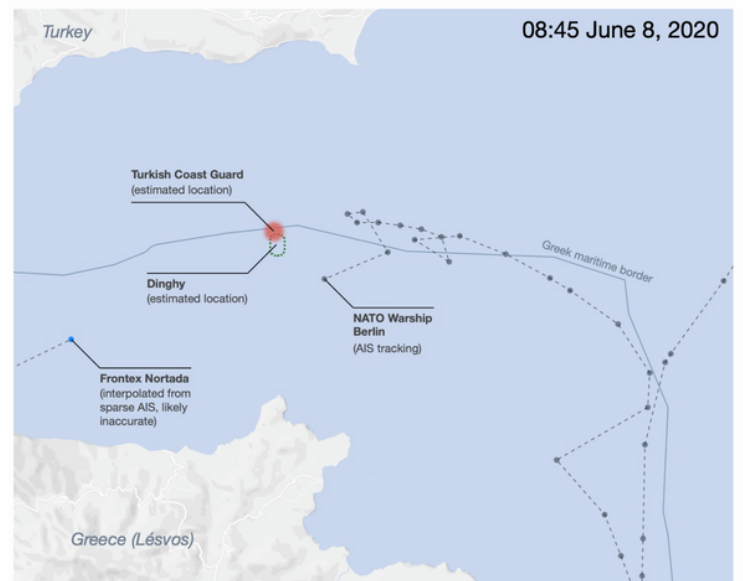 Turkey
08:45 June 8, 2020
Turkish Coast Guard
(estimated location)
Greek maritime border
Dinghy
(estimated location)
NATO Warship
Berlin
(AIS tracking)
Frontex Nortada
(interpolated from
sparse AIS, likely
inaccurate)
Greece (Lésvos)